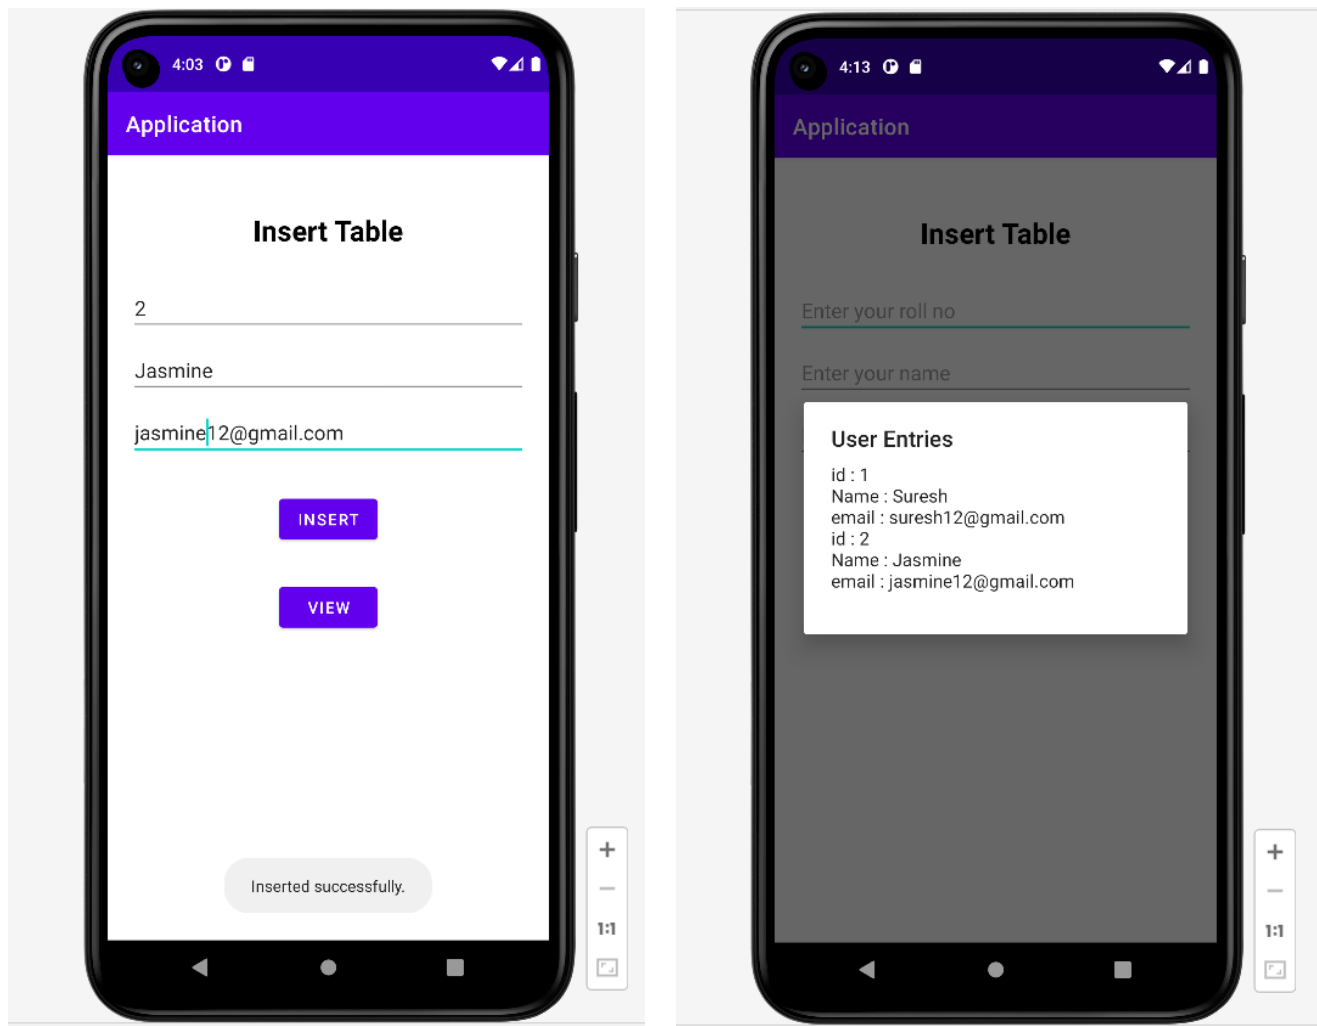 4:03
Application
Insert Table
2
Jasmine
jasmine12@gmail.com
INSERT
VIEW
Inserted successfully.
1:1
4:13
Application
Insert Table
Enter your roll no
Enter your name
User Entries
id : 1
Name : Suresh
email : suresh12@gmail.com
id : 2
Name : Jasmine
email : jasmine12@gmail.com
1:1